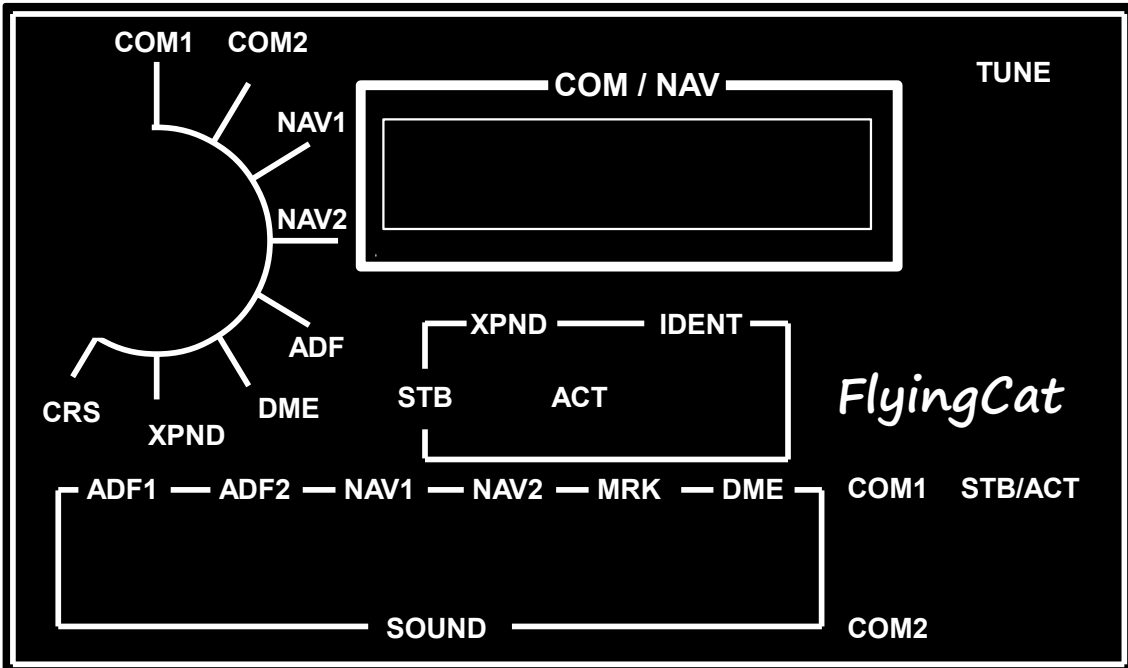 COM1 COM2
TUNE
COM / NAV
NAV1
NAV2
XPND IDENT
ADF
STB ACT
FlyingCat
CRS
DME
XPND
ADF1 ADF2 NAV1 NAV2 MRK DME
COM1 STB/ACT
SOUND
COM2